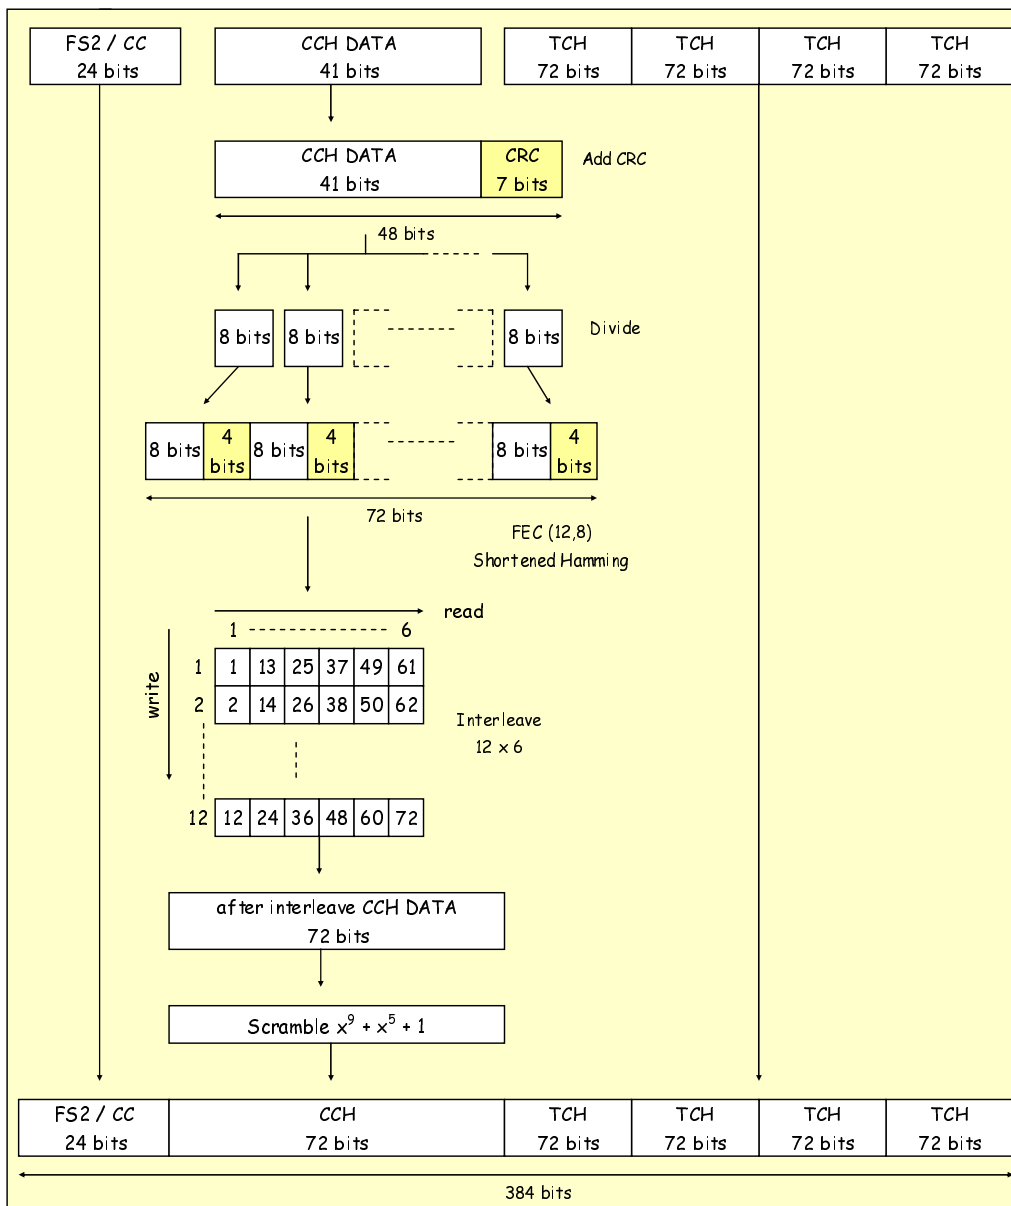 FS2 / CC
24 bits
CCH DATA
41 bits
TCH
72 bits
TCH
72 bits
TCH
72 bits
TCH
72 bits
CCH DATA
41 bits
CRC
7 bits
Add CRC
48 bits
8 bits
8 bits
8 bits
Divide
8 bits
4
bits
8 bits
4
bits
8 bits
4
bits
72 bits
FEC (12,8)
Shortened Hamming
read
1 6
write
1 1 13 25 37 49 61
2 2 14 26 38 50 62
Interleave
12 x 6
12 12 24 36 48 60 72
after interleave CCH DATA
72 bits
Scramble x⁹ + x⁵ + 1
FS2 / CC
24 bits
CCH
72 bits
TCH
72 bits
TCH
72 bits
TCH
72 bits
TCH
72 bits
384 bits